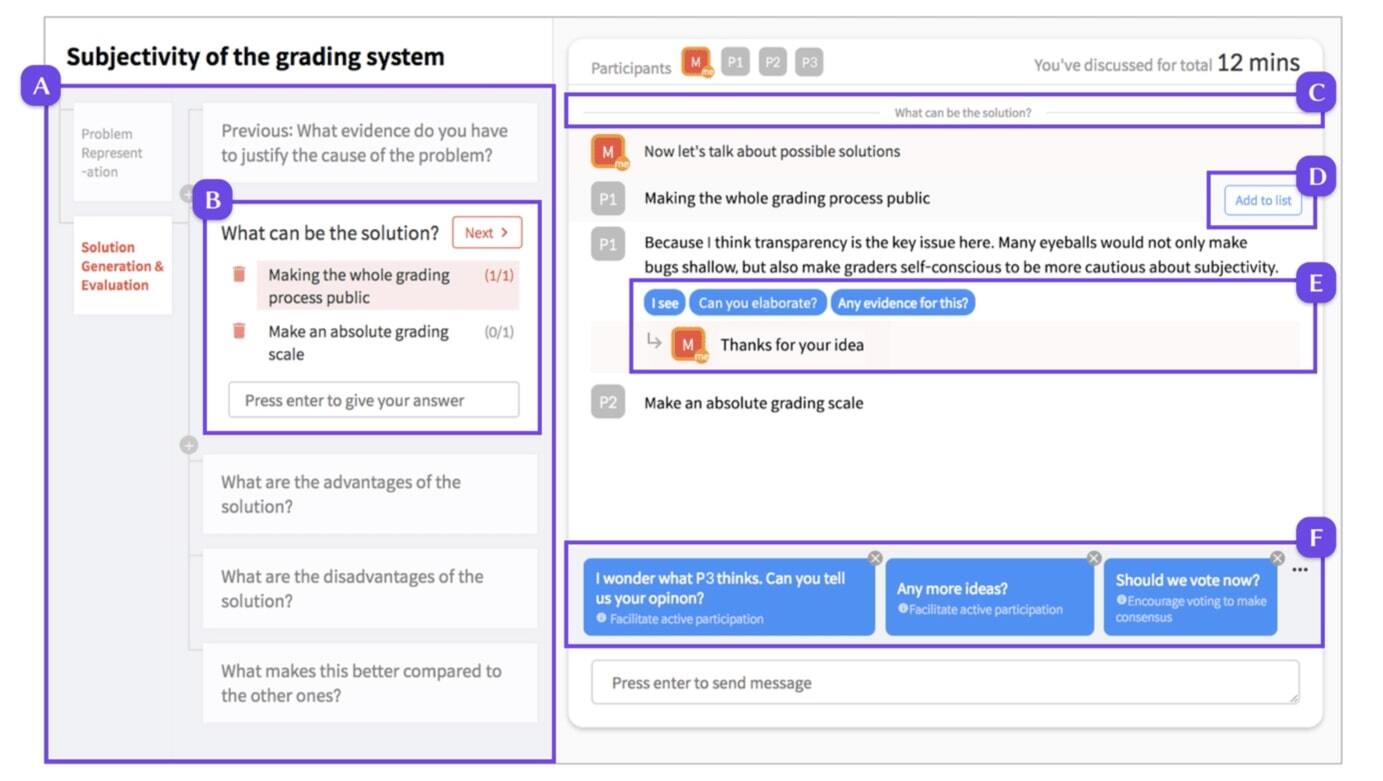 Subjectivity of the grading system
A
Problem
Represent
-ation
Solution
Generation &
Evaluation
Previous: What evidence do you have
to justify the cause of the problem?
B
What can be the solution?
Next >
Making the whole grading
process public
(1/1)
Make an absolute grading
scale
(0/1)
Press enter to give your answer
What are the advantages of the
solution?
What are the disadvantages of the
solution?
What makes this better compared to
the other ones?
Participants
M
me
P1
P2
P3
You've discussed for total 12 mins
C
What can be the solution?
M
me
Now let's talk about possible solutions
P1
Making the whole grading process public
D
Add to list
P1
Because I think transparency is the key issue here. Many eyeballs would not only make
bugs shallow, but also make graders self-conscious to be more cautious about subjectivity.
E
I see
Can you elaborate?
Any evidence for this?
M
me
Thanks for your idea
P2
Make an absolute grading scale
F
I wonder what P3 thinks. Can you tell
us your opinon?
Facilitate active participation
Any more ideas?
Facilitate active participation
Should we vote now?
Encourage voting to make
consensus
Press enter to send message